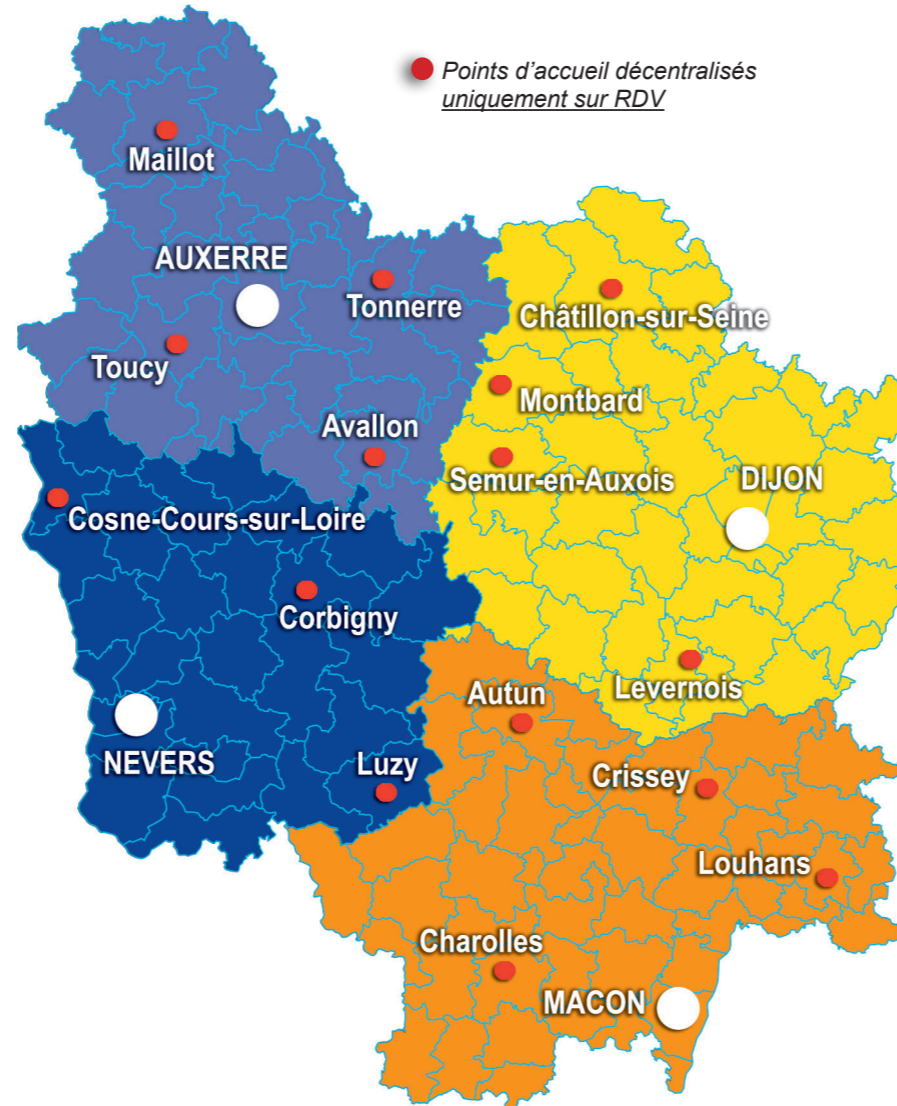 Points d'accueil décentralisés
uniquement sur RDV
Maillot
AUXERRE
Tonnerre
Châtillon-sur-Seine
Toucy
Montbard
Avallon
Semur-en-Auxois
DIJON
Cosne-Cours-sur-Loire
Corbigny
Levernois
Autun
NEVERS
Luzy
Crissey
Louhans
Charolles
MACON